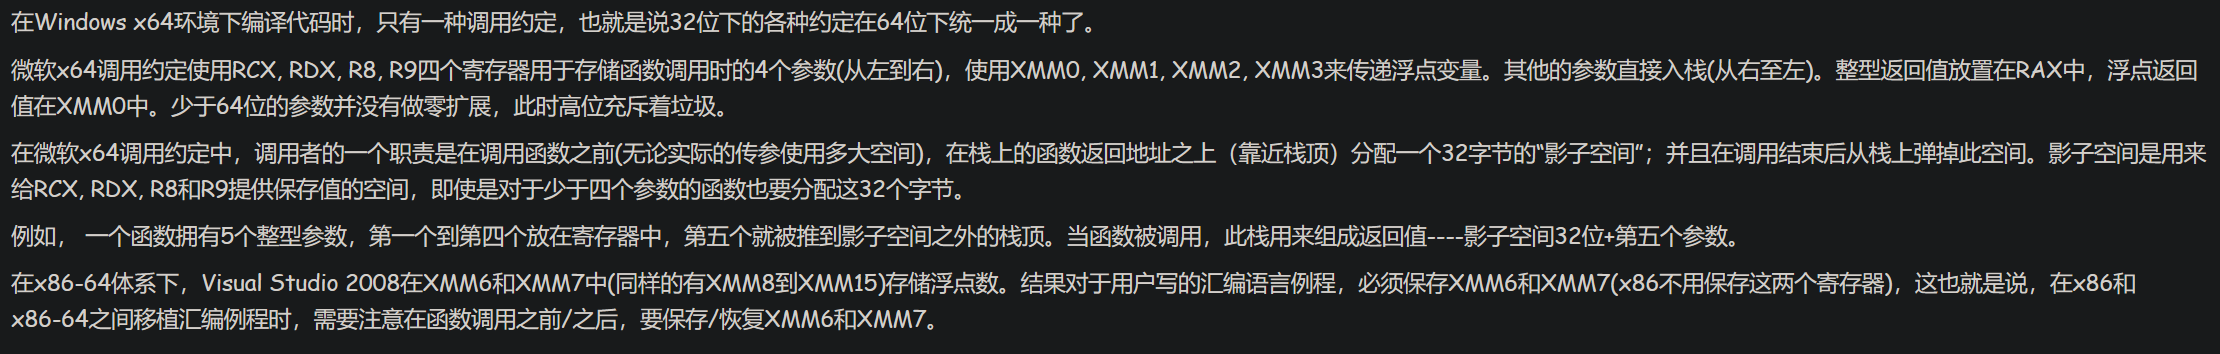 在Windows x64环境下编译代码时，只有一种调用约定，也就是说32位下的各种约定在64位下统一成一种了。
微软x64调用约定使用RCX, RDX, R8, R9四个寄存器用于存储函数调用时的4个参数(从左到右)，使用XMM0, XMM1, XMM2, XMM3来传递浮点变量。其他的参数直接入栈(从右至左)。整型返回值放置在RAX中，浮点返回
值在XMM0中。少于64位的参数并没有做零扩展，此时高位充斥着垃圾。
在微软x64调用约定中，调用者的一个职责是在调用函数之前(无论实际的传参使用多大空间)，在栈上的函数返回地址之上（靠近栈顶）分配一个32字节的“影子空间”；并且在调用结束后从栈上弹掉此空间。影子空间是用来
给RCX, RDX, R8和R9提供保存值的空间，即使是对于少于四个参数的函数也要分配这32个字节。
例如， 一个函数拥有5个整型参数，第一个到第四个放在寄存器中，第五个就被推到影子空间之外的栈顶。当函数被调用，此栈用来组成返回值----影子空间32位+第五个参数。
在x86-64体系下，Visual Studio 2008在XMM6和XMM7中(同样的有XMM8到XMM15)存储浮点数。结果对于用户写的汇编语言例程，必须保存XMM6和XMM7(x86不用保存这两个寄存器)，这也就是说，在x86和
x86-64之间移植汇编例程时，需要注意在函数调用之前/之后，要保存/恢复XMM6和XMM7。